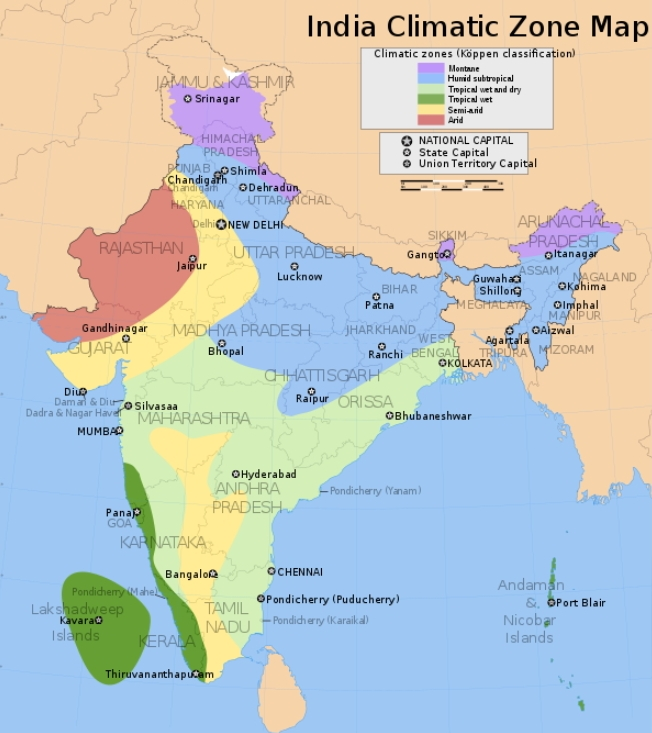 India Climatic Zone Map
Climatic zones (Köppen classification)
Montane
Humid subtropical
Tropical wet and dry
Tropical wet
Semi-arid
Arid
NATIONAL CAPITAL
State Capital
Union Territory Capital
JAMMU & KASHMIR
Srinagar
HIMACHAL
PRADESH
PUNJAB
Shimla
Chandigarh
Chandigarh
Dehradun
UTTARANCHAL
HARYANA
Delhi
NEW DELHI
ARUNACHAL
PRADESH
SIKKIM
RAJASTHAN
UTTAR PRADESH
Gangtok
Itanagar
Jaipur
Lucknow
ASSAM
NAGALAND
Guwahati
Kohima
BIHAR
Shillong
Patna
MEGHALAYA
Imphal
MANIPUR
Gandhinagar
MADHYA PRADESH
JHARKHAND
Agartala
Aizwal
GUJARAT
Bhopal
Ranchi
WEST
BENGAL
TRIPURA
MIZORAM
KOLKATA
CHHATTISGARH
Diu
Daman & Diu
Dadra & Nagar Haveli
Silvasaa
Raipur
ORISSA
MAHARASHTRA
Bhubaneshwar
MUMBAI
Hyderabad
ANDHRA
PRADESH
Pondicherry (Yanam)
Panaji
GOA
KARNATAKA
Bangalore
CHENNAI
Pondicherry (Mahe)
Pondicherry (Puducherry)
Lakshadweep
Islands
Kavarati
TAMIL
NADU
Pondicherry (Karaikal)
KERALA
Thiruvananthapuram
Andaman
&
Nicobar
Islands
Port Blair